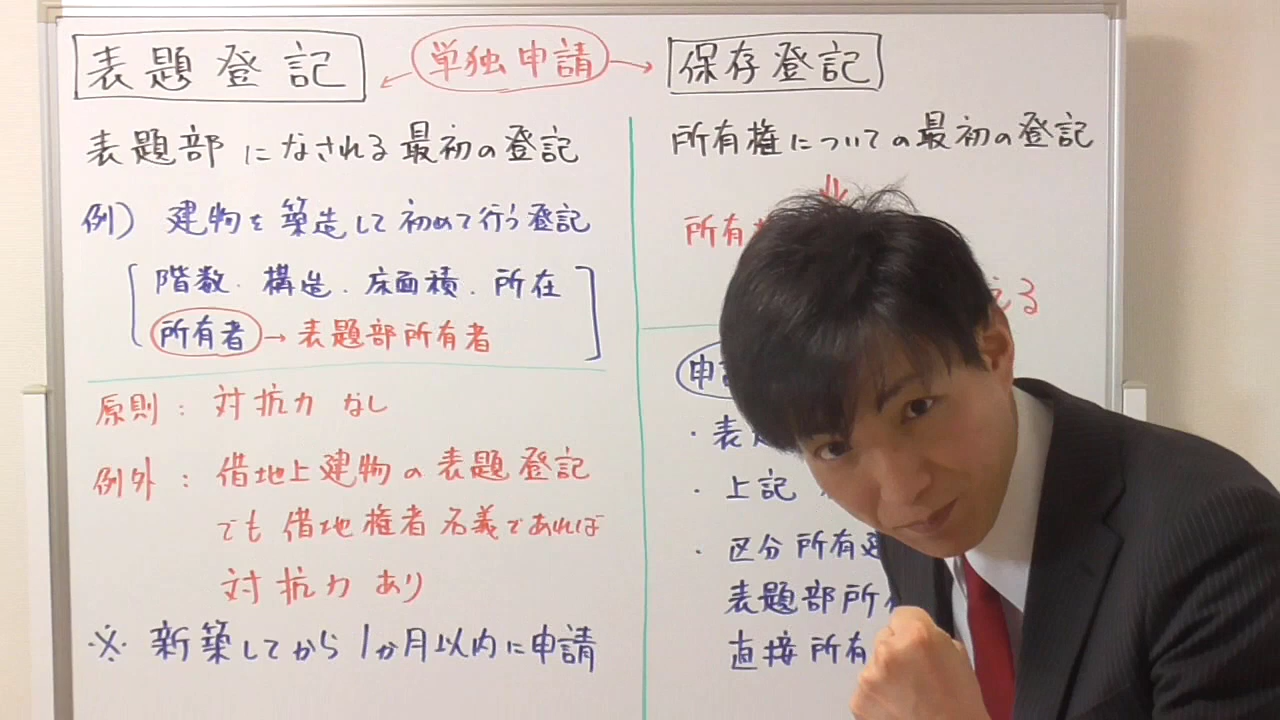 表題登記
単独申請
保存登記
表題部になされる最初の登記
例）建物を築造して初めて行う登記
階数．構造．床面積．所在
所有者→表題部所有者
原則：対抗力なし
例外：借地上建物の表題登記
でも借地権者名義であれば
対抗力あり
※新築してから1か月以内に申請
所有権についての最初の登記
⇓
所有
える
申
・表
・上記
・区分所有建
表題部所
直接所有